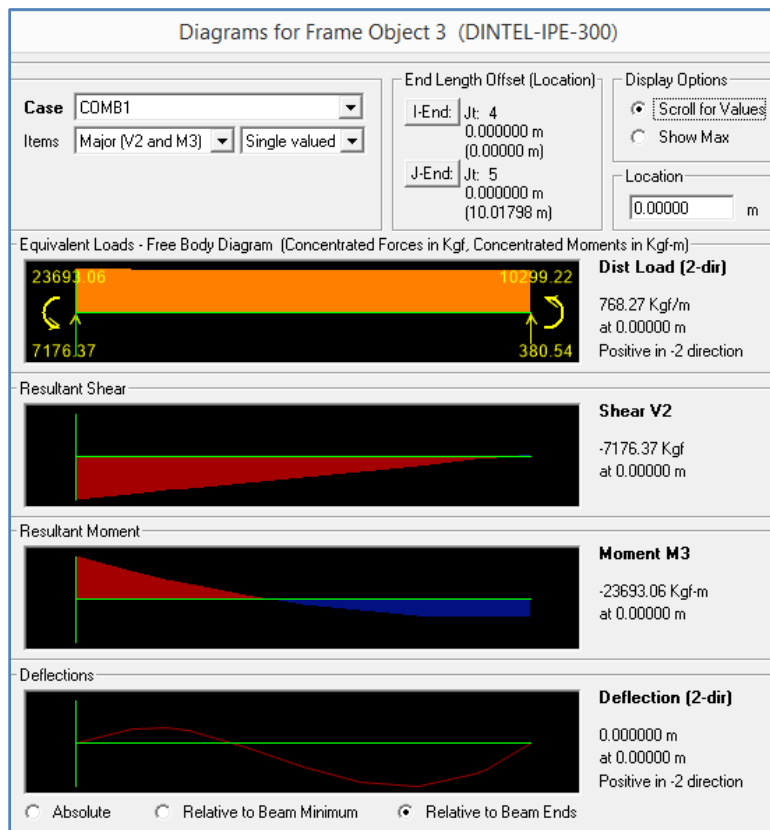 Diagrams for Frame Object 3 (DINTEL-IPE-300)
Case COMB1
Items Major (V2 and M3) Single valued
End Length Offset (Location)
I-End: Jt: 4
0.000000 m
(0.00000 m)
J-End: Jt: 5
0.000000 m
(10.01798 m)
Display Options
Scroll for Values
Show Max
Location
0.00000 m
Equivalent Loads - Free Body Diagram (Concentrated Forces in Kgf, Concentrated Moments in Kgf-m)
23693.06 10299.22
7176.37 380.54
Dist Load (2-dir)
768.27 Kgf/m
at 0.00000 m
Positive in -2 direction
Resultant Shear
Shear V2
-7176.37 Kgf
at 0.00000 m
Resultant Moment
Moment M3
-23693.06 Kgf-m
at 0.00000 m
Deflections
Deflection (2-dir)
0.000000 m
at 0.00000 m
Positive in -2 direction
Absolute Relative to Beam Minimum Relative to Beam Ends